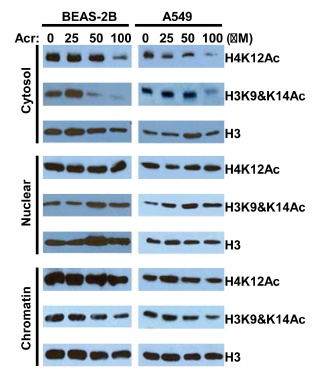 BEAS-2B A549
Acr: 0 25 50 100 0 25 50 100 (M)
Cytosol
H4K12Ac
H3K9&K14Ac
H3
Nuclear
H4K12Ac
H3K9&K14Ac
H3
Chromatin
H4K12Ac
H3K9&K14Ac
H3